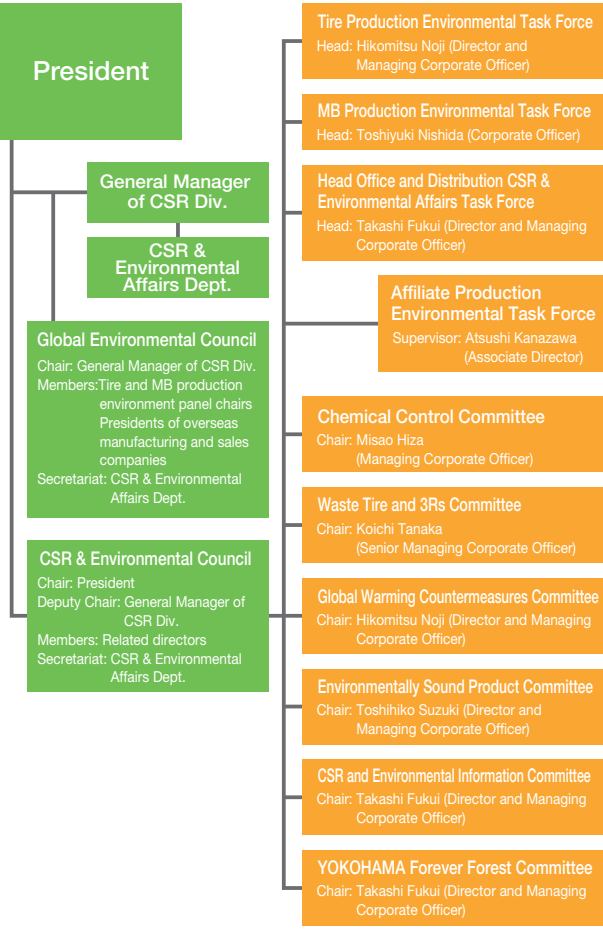 President
General Manager
of CSR Div.
CSR &
Environmental
Affairs Dept.
Global Environmental Council
Chair: General Manager of CSR Div.
Members:Tire and MB production
environment panel chairs
Presidents of overseas
manufacturing and sales
companies
Secretariat: CSR & Environmental
Affairs Dept.
CSR & Environmental Council
Chair: President
Deputy Chair: General Manager of
CSR Div.
Members: Related directors
Secretariat: CSR & Environmental
Affairs Dept.
Tire Production Environmental Task Force
Head: Hikomitsu Noji (Director and
Managing Corporate Officer)
MB Production Environmental Task Force
Head: Toshiyuki Nishida (Corporate Officer)
Head Office and Distribution CSR &
Environmental Affairs Task Force
Head: Takashi Fukui (Director and Managing
Corporate Officer)
Affiliate Production
Environmental Task Force
Supervisor: Atsushi Kanazawa
(Associate Director)
Chemical Control Committee
Chair: Misao Hiza
(Managing Corporate Officer)
Waste Tire and 3Rs Committee
Chair: Koichi Tanaka
(Senior Managing Corporate Officer)
Global Warming Countermeasures Committee
Chair: Hikomitsu Noji (Director and Managing
Corporate Officer)
Environmentally Sound Product Committee
Chair: Toshihiko Suzuki (Director and
Managing Corporate Officer)
CSR and Environmental Information Committee
Chair: Takashi Fukui (Director and Managing
Corporate Officer)
YOKOHAMA Forever Forest Committee
Chair: Takashi Fukui (Director and Managing
Corporate Officer)